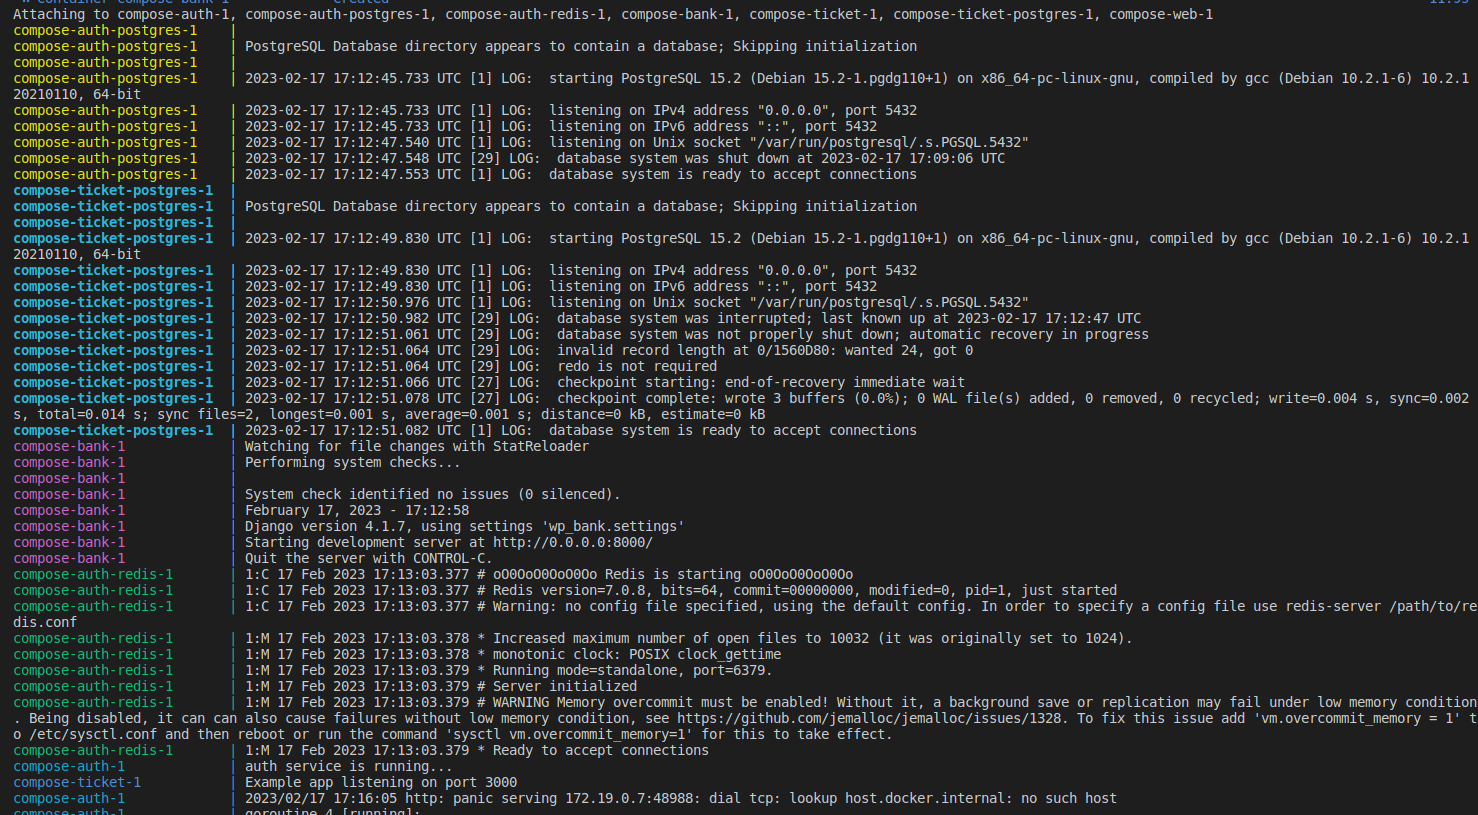 Attaching to compose-auth-1, compose-auth-postgres-1, compose-auth-redis-1, compose-bank-1, compose-ticket-1, compose-ticket-postgres-1, compose-web-1
compose-auth-postgres-1    |
compose-auth-postgres-1    | PostgreSQL Database directory appears to contain a database; Skipping initialization
compose-auth-postgres-1    |
compose-auth-postgres-1    | 2023-02-17 17:12:45.733 UTC [1] LOG:  starting PostgreSQL 15.2 (Debian 15.2-1.pgdg110+1) on x86_64-pc-linux-gnu, compiled by gcc (Debian 10.2.1-6) 10.2.1
20210110, 64-bit
compose-auth-postgres-1    | 2023-02-17 17:12:45.733 UTC [1] LOG:  listening on IPv4 address "0.0.0.0", port 5432
compose-auth-postgres-1    | 2023-02-17 17:12:45.733 UTC [1] LOG:  listening on IPv6 address "::", port 5432
compose-auth-postgres-1    | 2023-02-17 17:12:47.540 UTC [1] LOG:  listening on Unix socket "/var/run/postgresql/.s.PGSQL.5432"
compose-auth-postgres-1    | 2023-02-17 17:12:47.548 UTC [29] LOG:  database system was shut down at 2023-02-17 17:09:06 UTC
compose-auth-postgres-1    | 2023-02-17 17:12:47.553 UTC [1] LOG:  database system is ready to accept connections
compose-ticket-postgres-1  |
compose-ticket-postgres-1  | PostgreSQL Database directory appears to contain a database; Skipping initialization
compose-ticket-postgres-1  |
compose-ticket-postgres-1  | 2023-02-17 17:12:49.830 UTC [1] LOG:  starting PostgreSQL 15.2 (Debian 15.2-1.pgdg110+1) on x86_64-pc-linux-gnu, compiled by gcc (Debian 10.2.1-6) 10.2.1
20210110, 64-bit
compose-ticket-postgres-1  | 2023-02-17 17:12:49.830 UTC [1] LOG:  listening on IPv4 address "0.0.0.0", port 5432
compose-ticket-postgres-1  | 2023-02-17 17:12:49.830 UTC [1] LOG:  listening on IPv6 address "::", port 5432
compose-ticket-postgres-1  | 2023-02-17 17:12:50.976 UTC [1] LOG:  listening on Unix socket "/var/run/postgresql/.s.PGSQL.5432"
compose-ticket-postgres-1  | 2023-02-17 17:12:50.982 UTC [29] LOG:  database system was interrupted; last known up at 2023-02-17 17:12:47 UTC
compose-ticket-postgres-1  | 2023-02-17 17:12:51.061 UTC [29] LOG:  database system was not properly shut down; automatic recovery in progress
compose-ticket-postgres-1  | 2023-02-17 17:12:51.064 UTC [29] LOG:  invalid record length at 0/1560D80: wanted 24, got 0
compose-ticket-postgres-1  | 2023-02-17 17:12:51.064 UTC [29] LOG:  redo is not required
compose-ticket-postgres-1  | 2023-02-17 17:12:51.066 UTC [27] LOG:  checkpoint starting: end-of-recovery immediate wait
compose-ticket-postgres-1  | 2023-02-17 17:12:51.078 UTC [27] LOG:  checkpoint complete: wrote 3 buffers (0.0%); 0 WAL file(s) added, 0 removed, 0 recycled; write=0.004 s, sync=0.002
s, total=0.014 s; sync files=2, longest=0.001 s, average=0.001 s; distance=0 kB, estimate=0 kB
compose-ticket-postgres-1  | 2023-02-17 17:12:51.082 UTC [1] LOG:  database system is ready to accept connections
compose-bank-1             | Watching for file changes with StatReloader
compose-bank-1             | Performing system checks...
compose-bank-1             |
compose-bank-1             | System check identified no issues (0 silenced).
compose-bank-1             | February 17, 2023 - 17:12:58
compose-bank-1             | Django version 4.1.7, using settings 'wp_bank.settings'
compose-bank-1             | Starting development server at http://0.0.0.0:8000/
compose-bank-1             | Quit the server with CONTROL-C.
compose-auth-redis-1       | 1:C 17 Feb 2023 17:13:03.377 # oO0OoO0OoO0Oo Redis is starting oO0OoO0OoO0Oo
compose-auth-redis-1       | 1:C 17 Feb 2023 17:13:03.377 # Redis version=7.0.8, bits=64, commit=00000000, modified=0, pid=1, just started
compose-auth-redis-1       | 1:C 17 Feb 2023 17:13:03.377 # Warning: no config file specified, using the default config. In order to specify a config file use redis-server /path/to/re
dis.conf
compose-auth-redis-1       | 1:M 17 Feb 2023 17:13:03.378 * Increased maximum number of open files to 10032 (it was originally set to 1024).
compose-auth-redis-1       | 1:M 17 Feb 2023 17:13:03.378 * monotonic clock: POSIX clock_gettime
compose-auth-redis-1       | 1:M 17 Feb 2023 17:13:03.379 * Running mode=standalone, port=6379.
compose-auth-redis-1       | 1:M 17 Feb 2023 17:13:03.379 # Server initialized
compose-auth-redis-1       | 1:M 17 Feb 2023 17:13:03.379 # WARNING Memory overcommit must be enabled! Without it, a background save or replication may fail under low memory condition
. Being disabled, it can can also cause failures without low memory condition, see https://github.com/jemalloc/jemalloc/issues/1328. To fix this issue add 'vm.overcommit_memory = 1' t
o /etc/sysctl.conf and then reboot or run the command 'sysctl vm.overcommit_memory=1' for this to take effect.
compose-auth-redis-1       | 1:M 17 Feb 2023 17:13:03.379 * Ready to accept connections
compose-auth-1             | auth service is running...
compose-ticket-1           | Example app listening on port 3000
compose-auth-1             | 2023/02/17 17:16:05 http: panic serving 172.19.0.7:48988: dial tcp: lookup host.docker.internal: no such host
compose-auth-1             | goroutine 4 [running]: